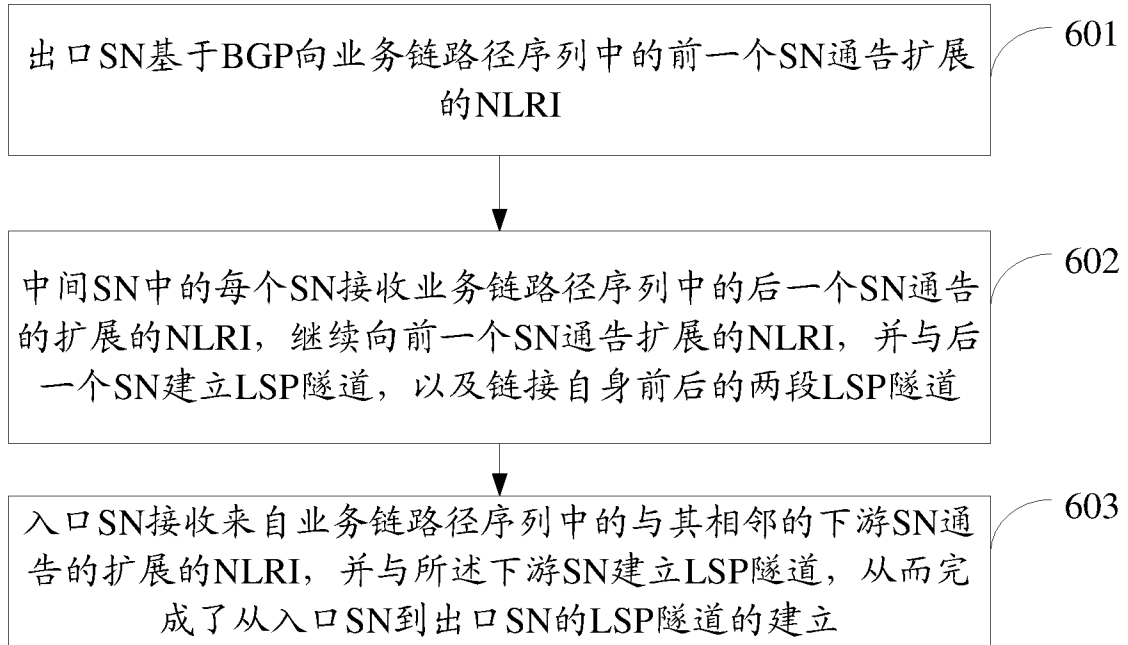 出口SN基于BGP向业务链路径序列中的前一个SN通告扩展
的NLRI
601
中间SN中的每个SN接收业务链路径序列中的后一个SN通告
的扩展的NLRI，继续向前一个SN通告扩展的NLRI，并与后
一个SN建立LSP隧道，以及链接自身前后的两段LSP隧道
602
入口SN接收来自业务链路径序列中的与其相邻的下游SN通
告的扩展的NLRI，并与所述下游SN建立LSP隧道，从而完
成了从入口SN到出口SN的LSP隧道的建立
603